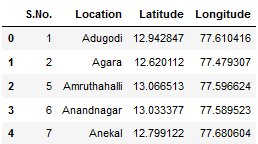 S.No. Location Latitude Longitude
0 1 Adugodi 12.942847 77.610416
1 2 Agara 12.620112 77.479307
2 5 Amruthahalli 13.066513 77.596624
3 6 Anandnagar 13.033377 77.589523
4 7 Anekal 12.799122 77.680604